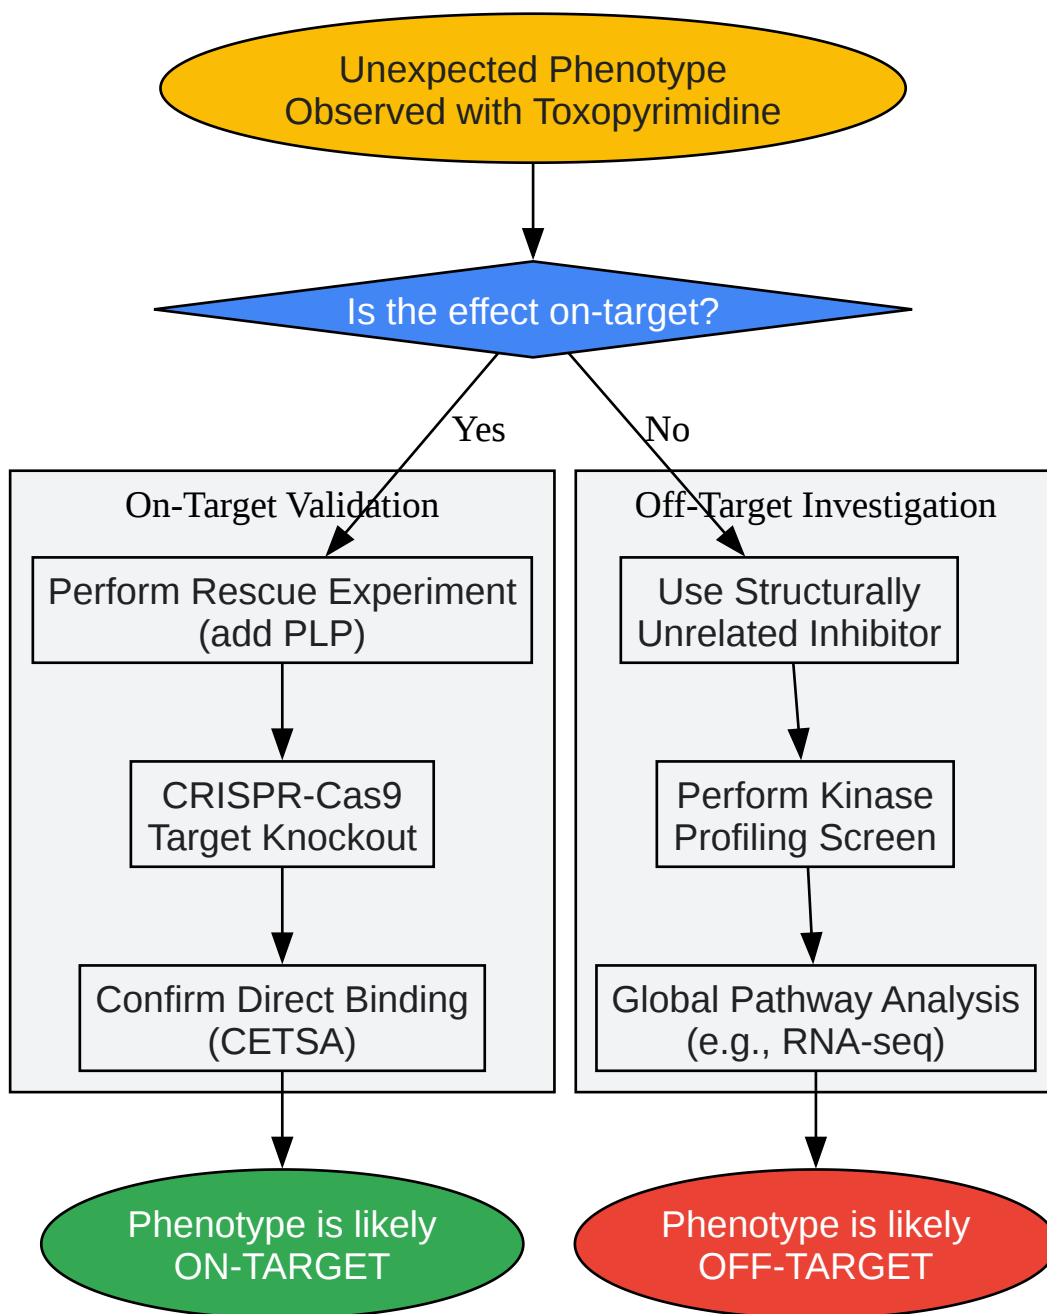 Unexpected Phenotype
Observed with Toxopyrimidine
Is the effect on-target?
Yes
No
On-Target Validation
Perform Rescue Experiment
(add PLP)
CRISPR-Cas9
Target Knockout
Confirm Direct Binding
(CETSA)
Phenotype is likely
ON-TARGET
Off-Target Investigation
Use Structurally
Unrelated Inhibitor
Perform Kinase
Profiling Screen
Global Pathway Analysis
(e.g., RNA-seq)
Phenotype is likely
OFF-TARGET